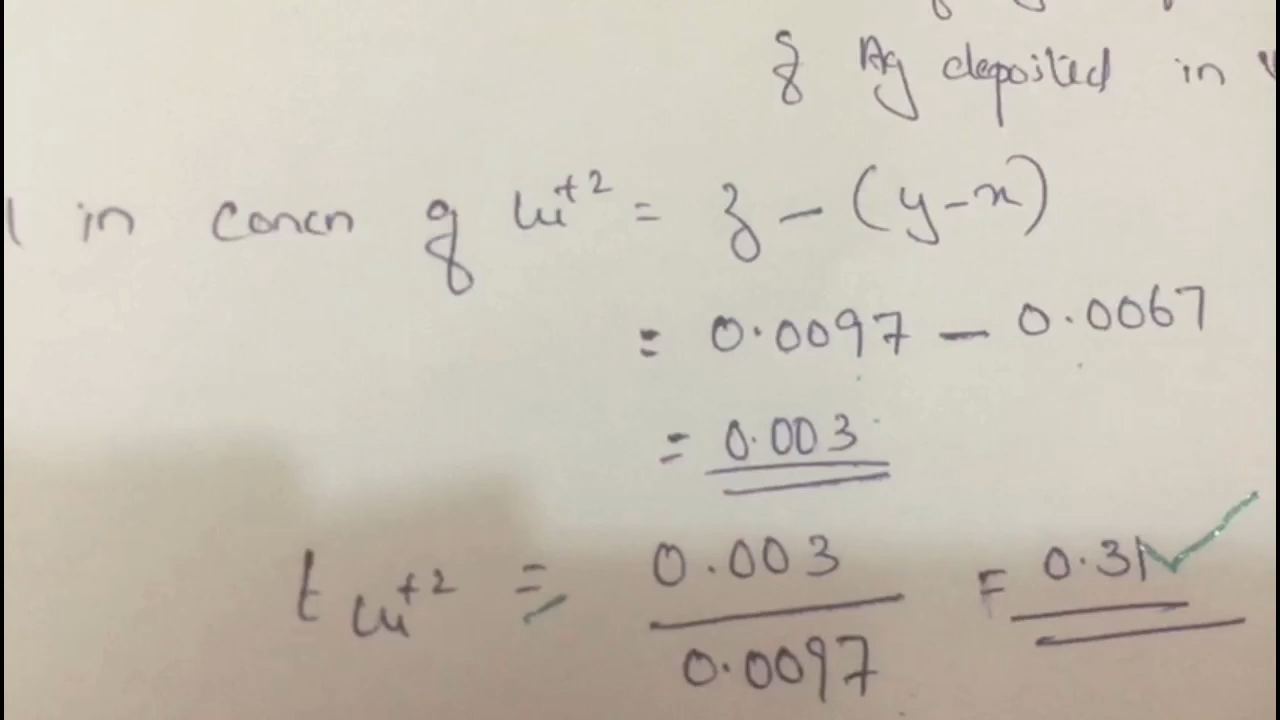 of Ag deposited in
in concn of Cu⁺² = z - (y-x)
= 0.0097 - 0.0067
= 0.003
t Cu⁺² = 0.003 / 0.0097 = 0.31 ✓